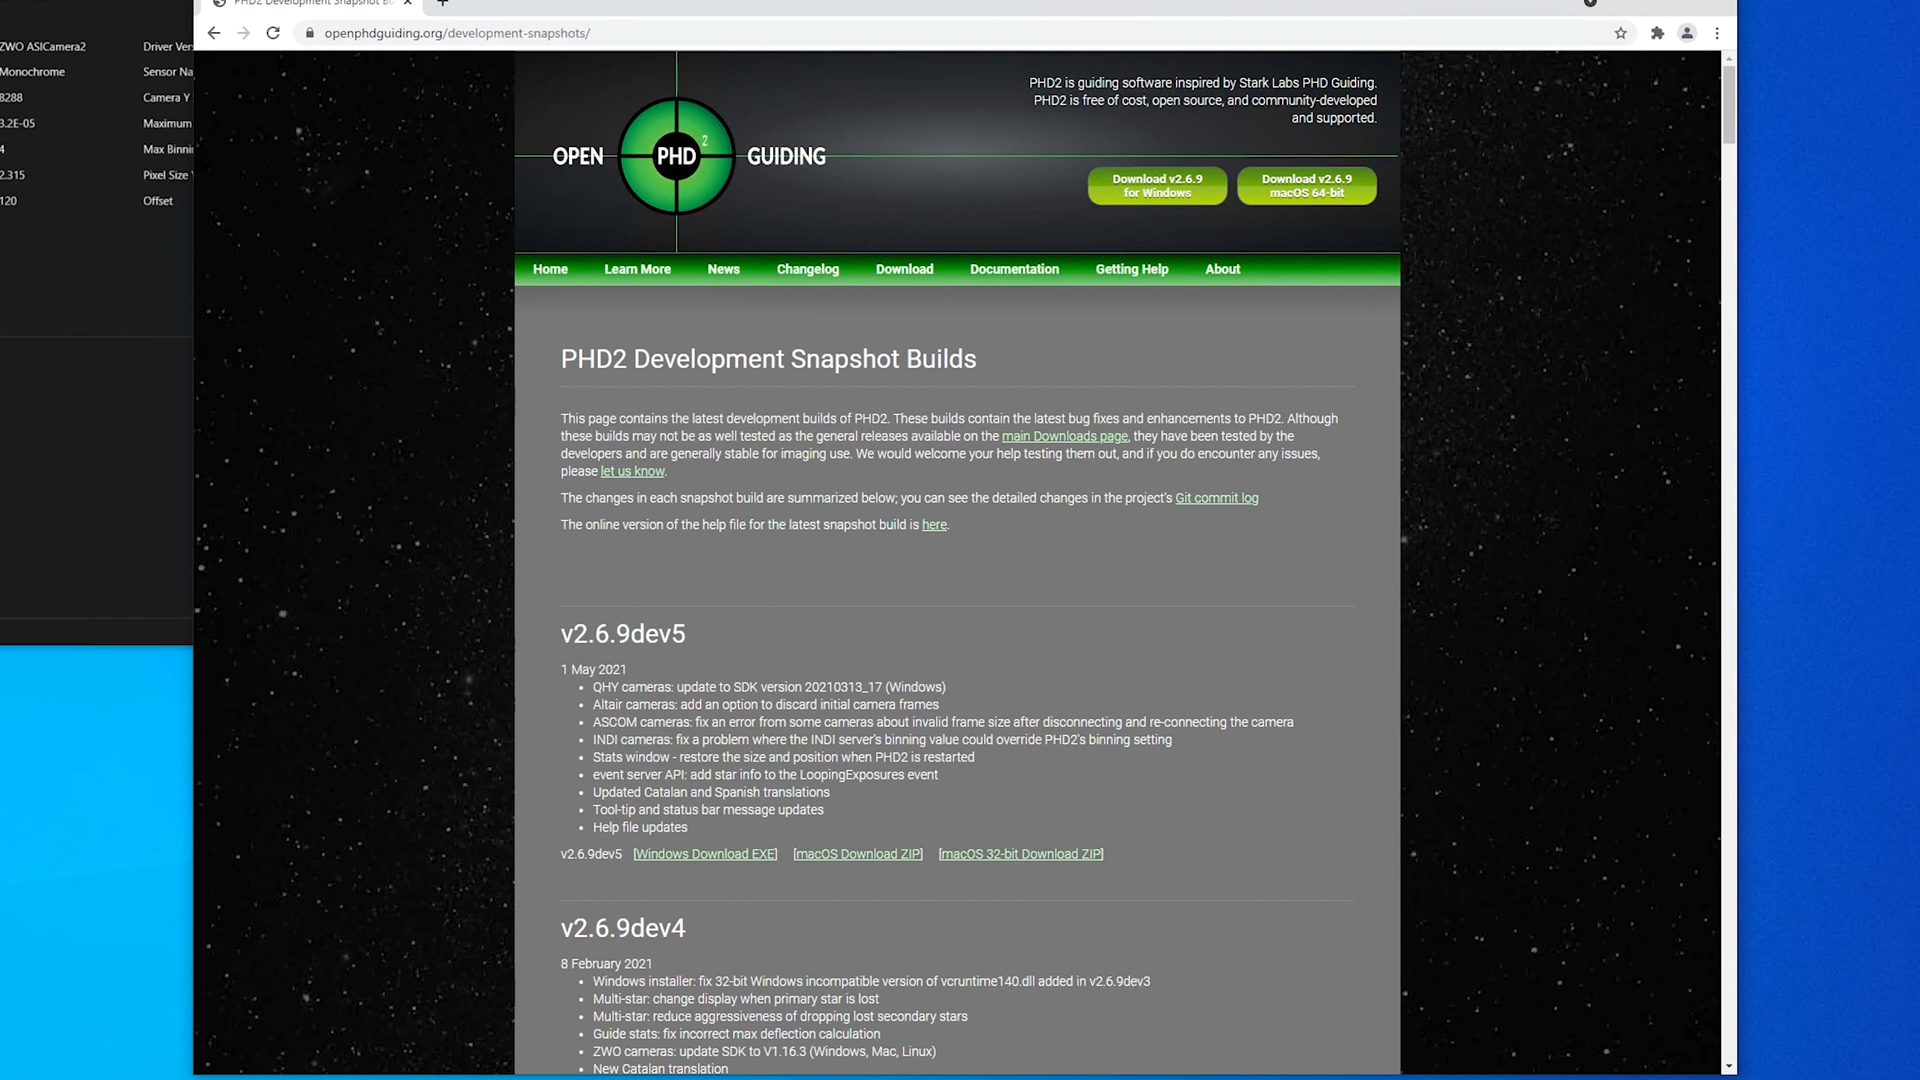 PHD2 Development Snapshot B
openphdguiding.org/development-snapshots/
ZWO ASICamera2
Driver Ver
Monochrome
Sensor Na
8288
Camera Y
3.2E-05
Maximum
4
Max Binni
2.315
Pixel Size
120
Offset
PHD2 is guiding software inspired by Stark Labs PHD Guiding.
PHD2 is free of cost, open source, and community-developed
and supported.
OPEN PHD 2 GUIDING
Download v2.6.9
for Windows
Download v2.6.9
macOS 64-bit
Home Learn More News Changelog Download Documentation Getting Help About
PHD2 Development Snapshot Builds
This page contains the latest development builds of PHD2. These builds contain the latest bug fixes and enhancements to PHD2. Although
these builds may not be as well tested as the general releases available on the main Downloads page, they have been tested by the
developers and are generally stable for imaging use. We would welcome your help testing them out, and if you do encounter any issues,
please let us know.
The changes in each snapshot build are summarized below; you can see the detailed changes in the project's Git commit log
The online version of the help file for the latest snapshot build is here.
v2.6.9dev5
1 May 2021
• QHY cameras: update to SDK version 20210313_17 (Windows)
• Altair cameras: add an option to discard initial camera frames
• ASCOM cameras: fix an error from some cameras about invalid frame size after disconnecting and re-connecting the camera
• INDI cameras: fix a problem where the INDI server's binning value could override PHD2's binning setting
• Stats window - restore the size and position when PHD2 is restarted
• event server API: add star info to the LoopingExposures event
• Updated Catalan and Spanish translations
• Tool-tip and status bar message updates
• Help file updates
v2.6.9dev5 [Windows Download EXE] [macOS Download ZIP] [macOS 32-bit Download ZIP]
v2.6.9dev4
8 February 2021
• Windows installer: fix 32-bit Windows incompatible version of vcruntime140.dll added in v2.6.9dev3
• Multi-star: change display when primary star is lost
• Multi-star: reduce aggressiveness of dropping lost secondary stars
• Guide stats: fix incorrect max deflection calculation
• ZWO cameras: update SDK to V1.16.3 (Windows, Mac, Linux)
• New Catalan translation